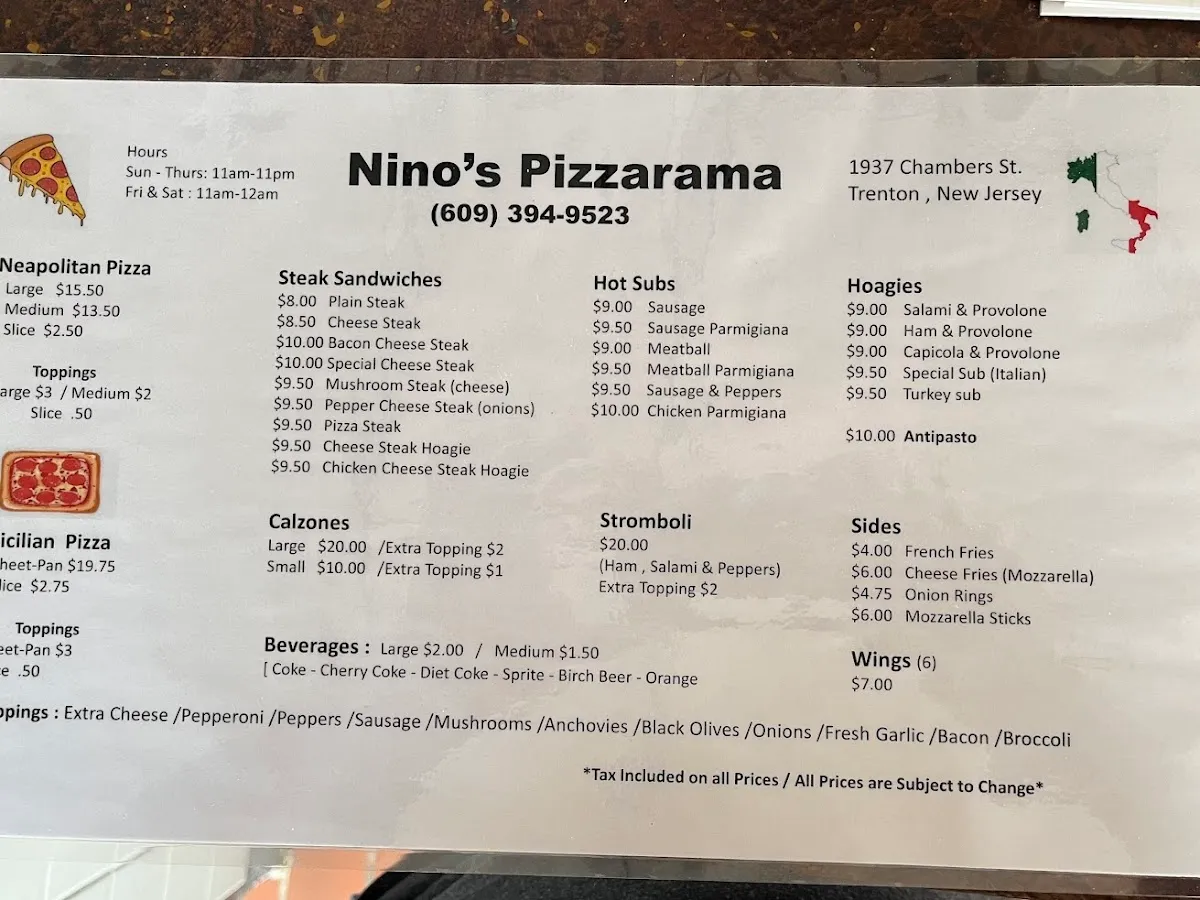 Hours
Sun - Thurs: 11am-11pm
Fri & Sat : 11am-12am
Nino's Pizzarama
(609) 394-9523
1937 Chambers St.
Trenton , New Jersey
Neapolitan Pizza
Large $15.50
Medium $13.50
Slice $2.50
Toppings
arge $3 / Medium $2
Slice .50
icilian Pizza
heet-Pan $19.75
lice $2.75
Toppings
eet-Pan $3
ce .50
Steak Sandwiches
$8.00 Plain Steak
$8.50 Cheese Steak
$10.00 Bacon Cheese Steak
$10.00 Special Cheese Steak
$9.50 Mushroom Steak (cheese)
$9.50 Pepper Cheese Steak (onions)
$9.50 Pizza Steak
$9.50 Cheese Steak Hoagie
$9.50 Chicken Cheese Steak Hoagie
Hot Subs
$9.00 Sausage
$9.50 Sausage Parmigiana
$9.00 Meatball
$9.50 Meatball Parmigiana
$9.50 Sausage & Peppers
$10.00 Chicken Parmigiana
Hoagies
$9.00 Salami & Provolone
$9.00 Ham & Provolone
$9.00 Capicola & Provolone
$9.50 Special Sub (Italian)
$9.50 Turkey sub
$10.00 Antipasto
Calzones
Large $20.00 /Extra Topping $2
Small $10.00 /Extra Topping $1
Stromboli
$20.00
(Ham , Salami & Peppers)
Extra Topping $2
Sides
$4.00 French Fries
$6.00 Cheese Fries (Mozzarella)
$4.75 Onion Rings
$6.00 Mozzarella Sticks
Beverages : Large $2.00 / Medium $1.50
[ Coke - Cherry Coke - Diet Coke - Sprite - Birch Beer - Orange
Wings (6)
$7.00
ppings : Extra Cheese /Pepperoni /Peppers /Sausage /Mushrooms /Anchovies /Black Olives /Onions /Fresh Garlic /Bacon /Broccoli
*Tax Included on all Prices / All Prices are Subject to Change*